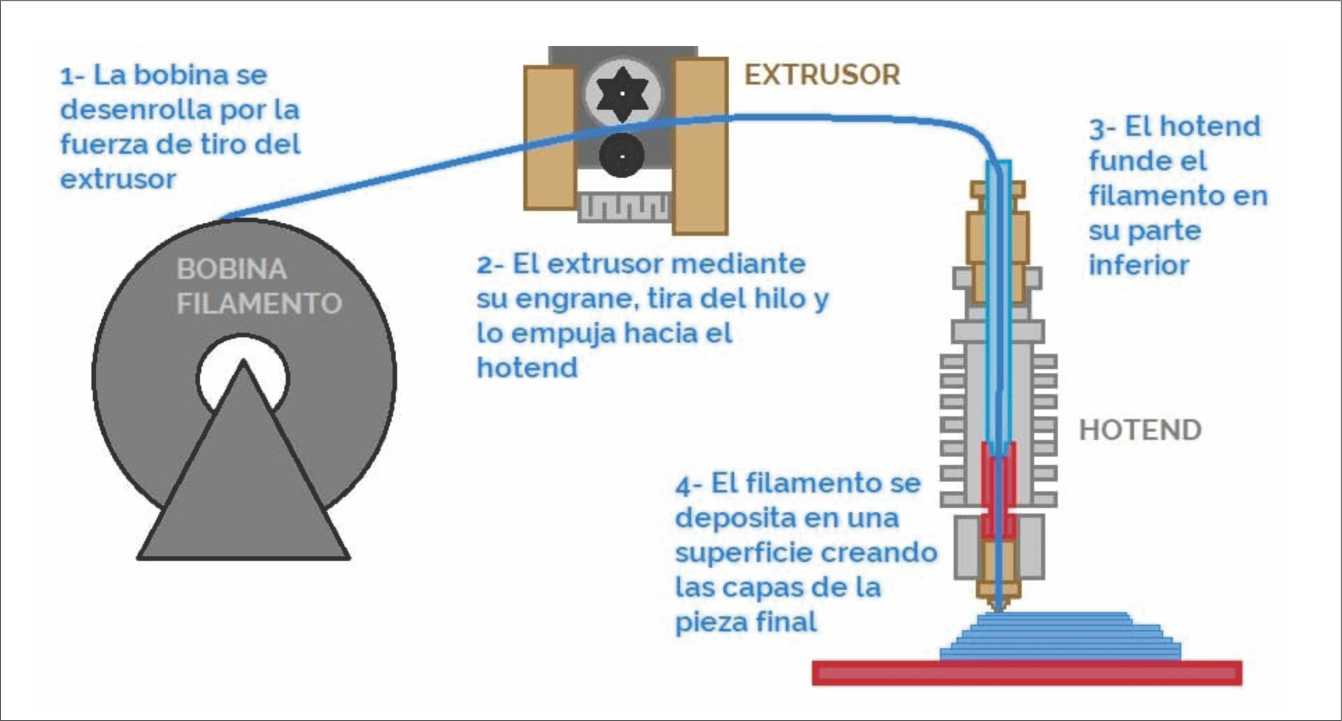 1- La bobina se
desenrolla por la
fuerza de tiro del
extrusor
BOBINA
FILAMENTO
EXTRUSOR
2- El extrusor mediante
su engrane, tira del hilo y
lo empuja hacia el
hotend
3- El hotend
funde el
filamento en
su parte
inferior
HOTEND
4- El filamento se
deposita en una
superficie creando
las capas de la
pieza final